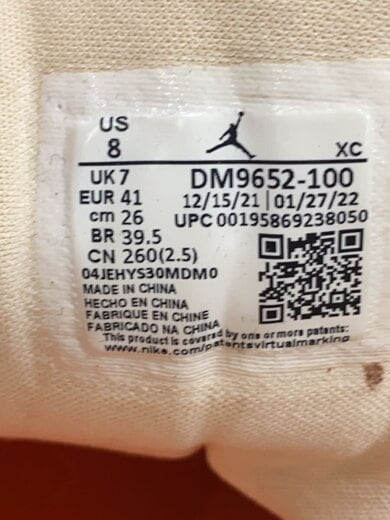 US
8
XC
UK 7
EUR 41
cm 26
BR 39.5
CN 260(2.5)
DM9652-100
12/15/21 | 01/27/22
UPC 00195869238050
04JEHYS30MDM0
MADE IN CHINA
HECHO EN CHINA
FABRIQUE EN CHINE
FABRICADO NA CHINA
This product is covered by one or more patents:
www.nike.com/patentsvirtualmarking